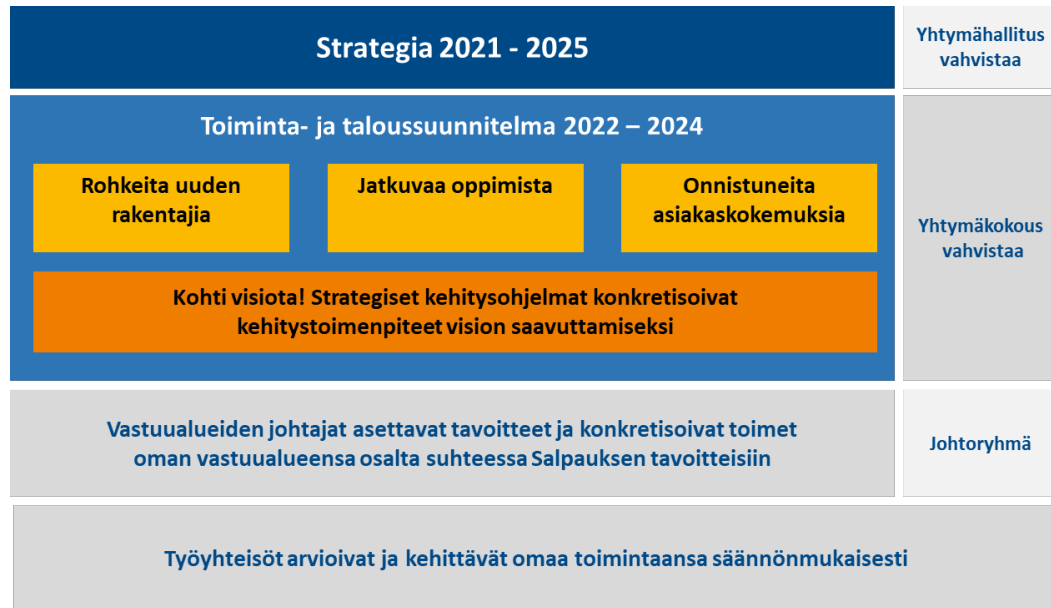 Strategia 2021 - 2025
Yhtymähallitus
vahvistaa
Toiminta- ja taloussuunnitelma 2022 – 2024
Rohkeita uuden
rakentajia
Jatkuvaa oppimista
Onnistuneita
asiakaskokemuksia
Kohti visiota! Strategiset kehitysohjelmat konkretisoivat
kehitystoimenpiteet vision saavuttamiseksi
Yhtymäkokous
vahvistaa
Vastuualueiden johtajat asettavat tavoitteet ja konkretisoivat toimet
oman vastuualueensa osalta suhteessa Salpauksen tavoitteisiin
Johtoryhmä
Työyhteisöt arvioivat ja kehittävät omaa toimintaansa säännönmukaisesti